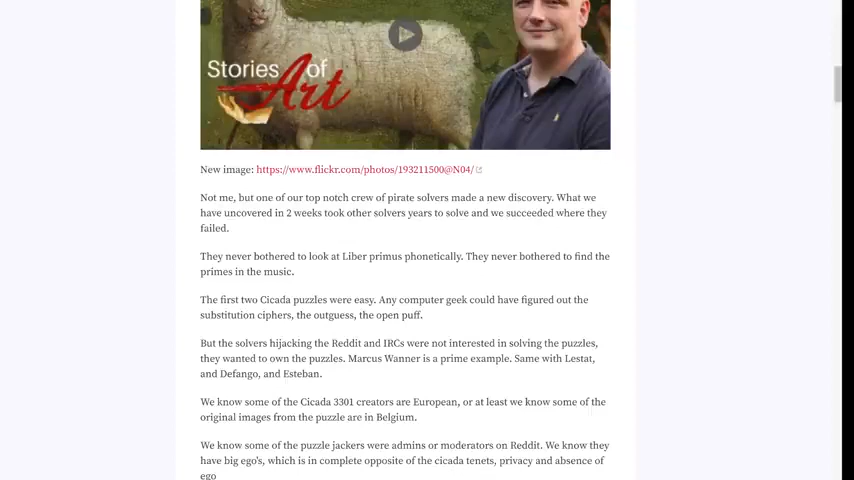 Stories of
Art
New image: https://www.flickr.com/photos/193211500@N04/
Not me, but one of our top notch crew of pirate solvers made a new discovery. What we
have uncovered in 2 weeks took other solvers years to solve and we succeeded where they
failed.
They never bothered to look at Liber primus phonetically. They never bothered to find the
primes in the music.
The first two Cicada puzzles were easy. Any computer geek could have figured out the
substitution ciphers, the outguess, the open puff.
But the solvers hijacking the Reddit and IRCs were not interested in solving the puzzles,
they wanted to own the puzzles. Marcus Wanner is a prime example. Same with Lestat,
and Defango, and Esteban.
We know some of the Cicada 3301 creators are European, or at least we know some of the
original images from the puzzle are in Belgium.
We know some of the puzzle jackers were admins or moderators on Reddit. We know they
have big ego's, which is in complete opposite of the cicada tenets, privacy and absence of
ego